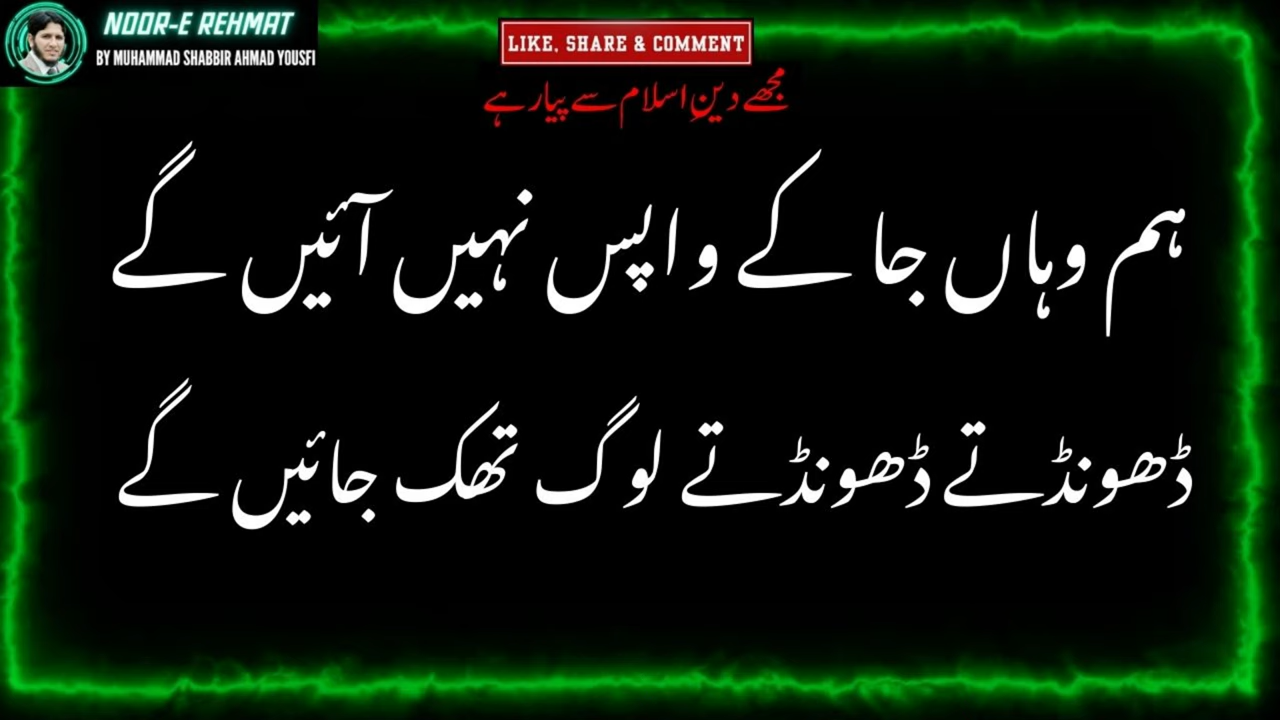 NOOR-E REHMAT
BY MUHAMMAD SHABBIR AHMAD YOUSFI
LIKE, SHARE & COMMENT
مجھے دینِ اسلام سے پیار ہے
ہم وہاں جا کے واپس نہیں آئیں گے
ڈھونڈتے ڈھونڈتے لوگ تھک جائیں گے